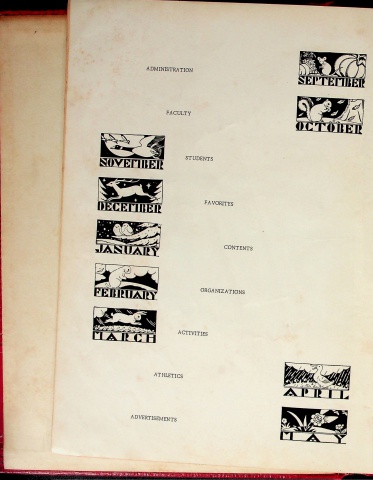 ADMINISTRATION
SEPTEMBER
FACULTY
OCTOBER
NOVEMBER
STUDENTS
DECEMBER
FAVORITES
JANUARY
CONTENTS
FEBRUARY
ORGANIZATIONS
MARCH
ACTIVITIES
ATHLETICS
APRIL
ADVERTISEMENTS
MAY